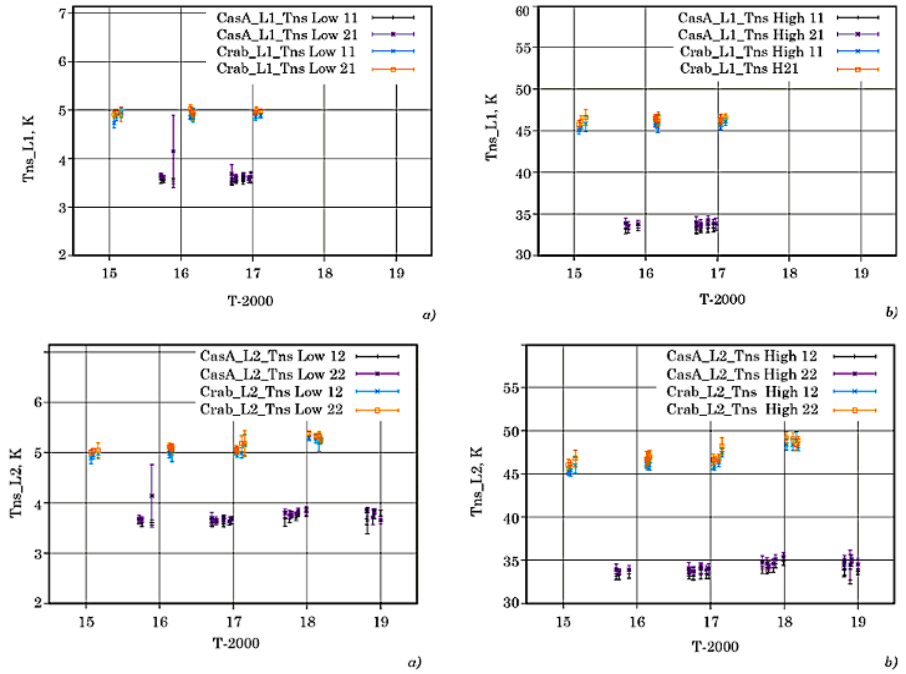 CasA_L1_Tns Low 11
CasA_L1_Tns Low 21
Crab_L1_Tns Low 11
Crab_L1_Tns Low 21
7
6
5
4
3
2
Tns_L1, K
15 16 17 18 19
T-2000
a)
CasA_L1_Tns High 11
CasA_L1_Tns High 21
Crab_L1_Tns High 11
Crab_L1_Tns H21
60
55
50
45
40
35
30
Tns_L1, K
15 16 17 18 19
T-2000
b)
CasA_L2_Tns Low 12
CasA_L2_Tns Low 22
Crab_L2_Tns Low 12
Crab_L2_Tns Low 22
7
6
5
4
3
2
Tns_L2, K
15 16 17 18 19
T-2000
a)
CasA_L2_Tns High 12
CasA_L2_Tns High 22
Crab_L2_Tns High 12
Crab_L2_Tns High 22
60
55
50
45
40
35
30
Tns_L2, K
15 16 17 18 19
T-2000
b)